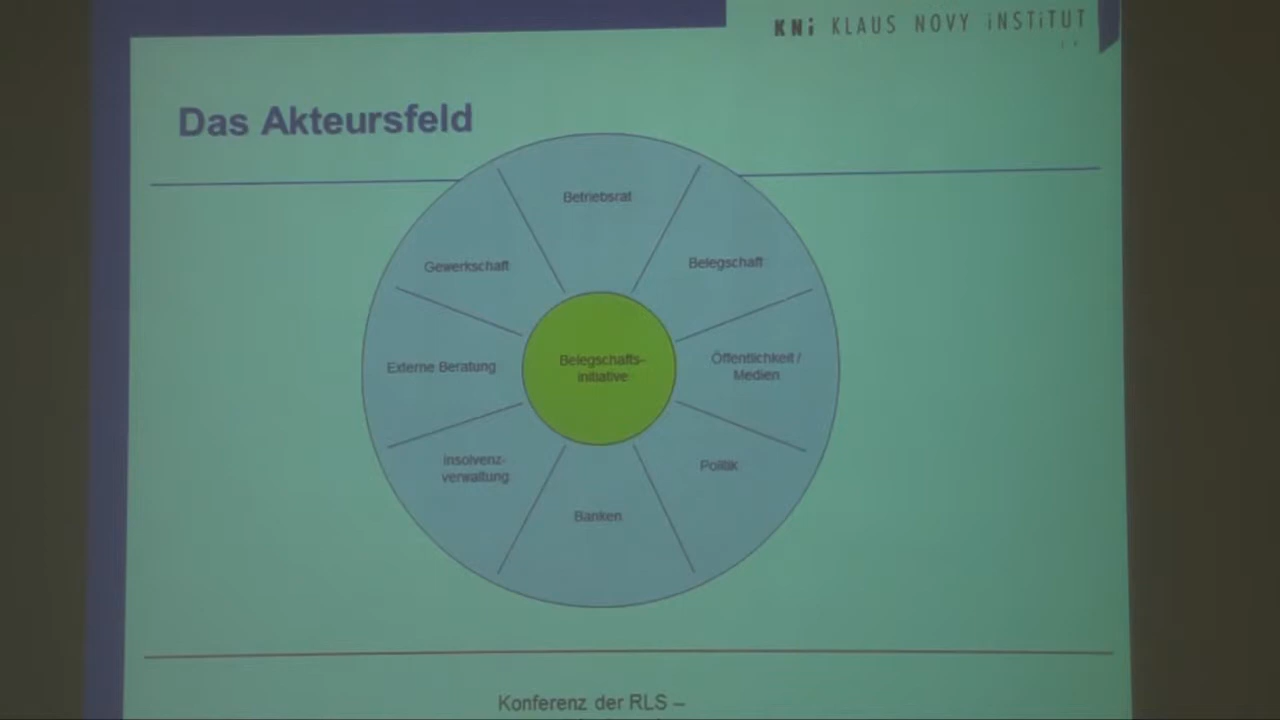 KNi KLAUS NOVY iNSTiTUT
Das Akteursfeld
Betriebsrat
Gewerkschaft
Belegschaft
Externe Beratung
Belegschafts-
initiative
Öffentlichkeit /
Medien
Insolvenz-
verwaltung
Politik
Banken
Konferenz der RLS –